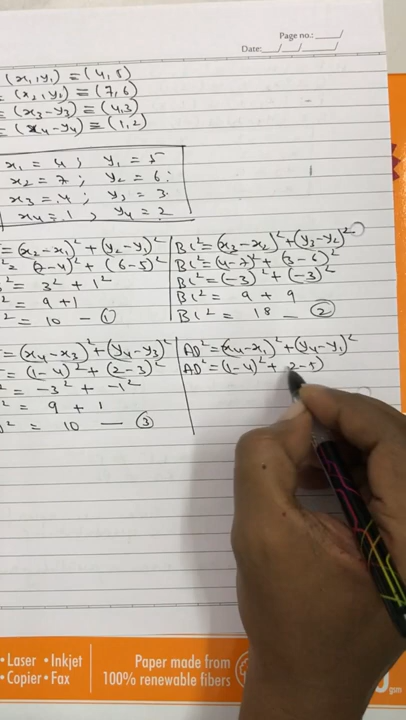 Page no.: ____/
Date:___/___/______/
(x₁,y₁) = (4,5)
= (x₂,y₂) = (7,6)
= (x₃-y₃) = (4,3)
= (x₄-y₄) = (1,2)
x₁ = 4 ; y₁ = 5
x₂ = 7 ; y₂ = 6 ;
x₃ = 4 ; y₃ = 3.
x₄ = 1 , y₄ = 2
= (x₂-x₁)² + (y₂-y₁)²
² = (7-4)² + (6-5)²
² = 3² + 1²
² = 9 + 1
² = 10 — ①
BC² = (x₃-x₂)² + (y₃-y₂)²
BC² = (4-7)² + (3-6)²
BC² = (-3)² + (-3)²
BC² = 9 + 9
BC² = 18 — ②
= (x₄-x₃)² + (y₄-y₃)²
= (1-4)² + (2-3)²
² = -3² + -1²
² = 9 + 1
² = 10 — ③
AD² = (x₄-x₁)² + (y₄-y₁)²
AD² = (1-4)² + 2-5)
• Laser • Inkjet
• Copier • Fax
Paper made from
100% renewable fibers
gsm